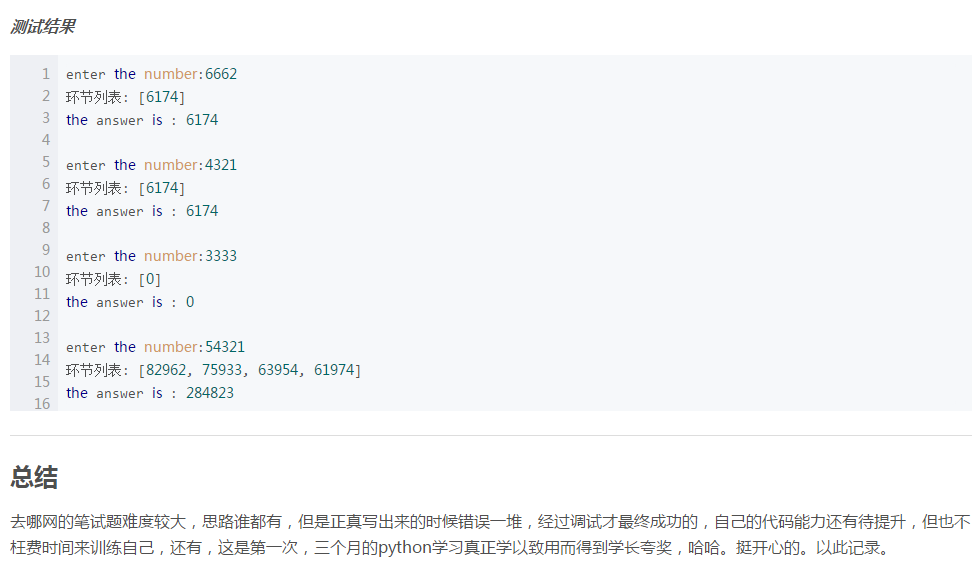 测试结果
1 enter the number:6662
2 环节列表: [6174]
3 the answer is : 6174
4
5 enter the number:4321
6 环节列表: [6174]
7 the answer is : 6174
8
9 enter the number:3333
10 环节列表: [0]
11 the answer is : 0
12
13 enter the number:54321
14 环节列表: [82962, 75933, 63954, 61974]
15 the answer is : 284823
16
总结
去哪网的笔试题难度较大，思路谁都有，但是正真写出来的时候错误一堆，经过调试才最终成功的，自己的代码能力还有待提升，但也不
枉费时间来训练自己，还有，这是第一次，三个月的python学习真正学以致用而得到学长夸奖，哈哈。挺开心的。以此记录。